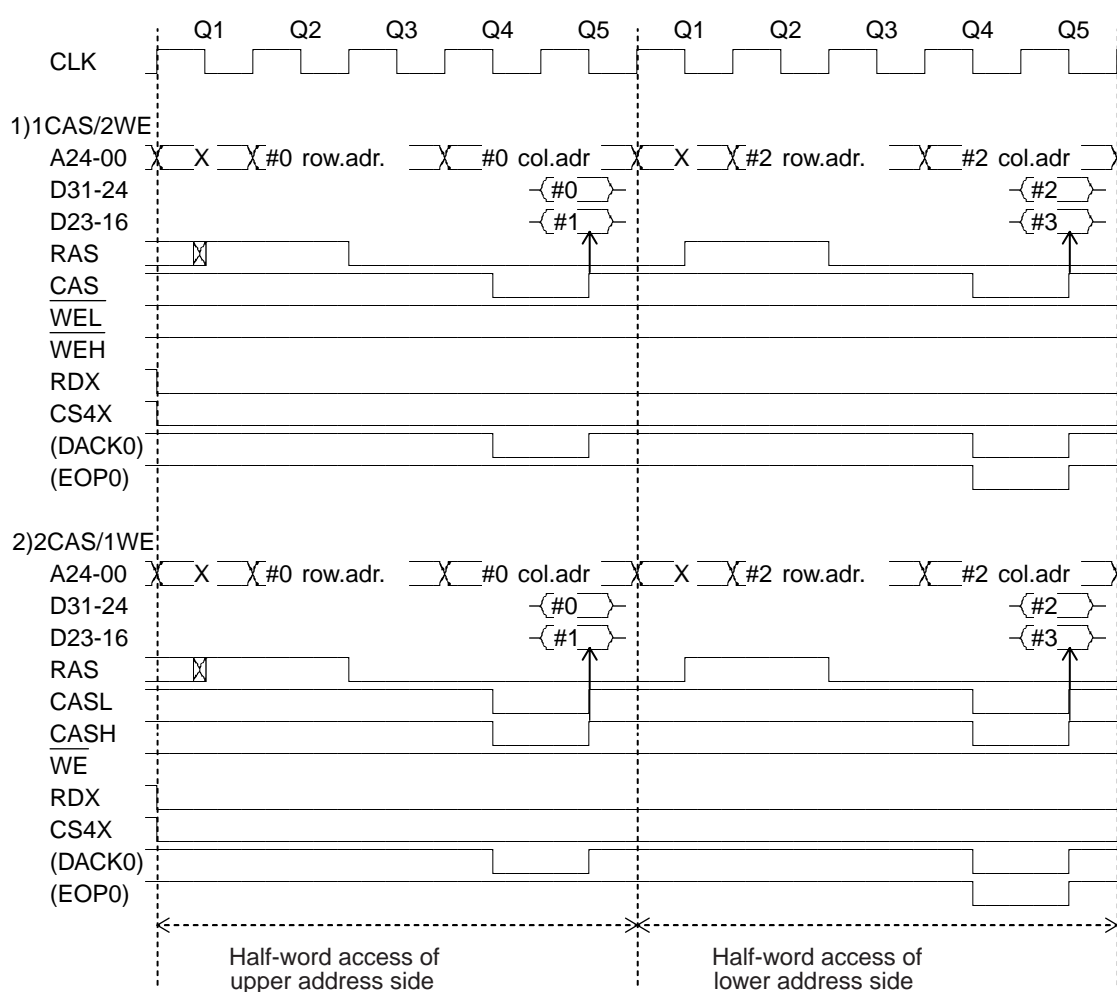 Q1 Q2 Q3 Q4 Q5 Q1 Q2 Q3 Q4 Q5
CLK
1)1CAS/2WE
A24-00 X #0 row.adr. #0 col.adr X #2 row.adr. #2 col.adr
D31-24 #0 #2
D23-16 #1 #3
RAS
CAS
WEL
WEH
RDX
CS4X
(DACK0)
(EOP0)
2)2CAS/1WE
A24-00 X #0 row.adr. #0 col.adr X #2 row.adr. #2 col.adr
D31-24 #0 #2
D23-16 #1 #3
RAS
CASL
CASH
WE
RDX
CS4X
(DACK0)
(EOP0)
Half-word access of
upper address side
Half-word access of
lower address side